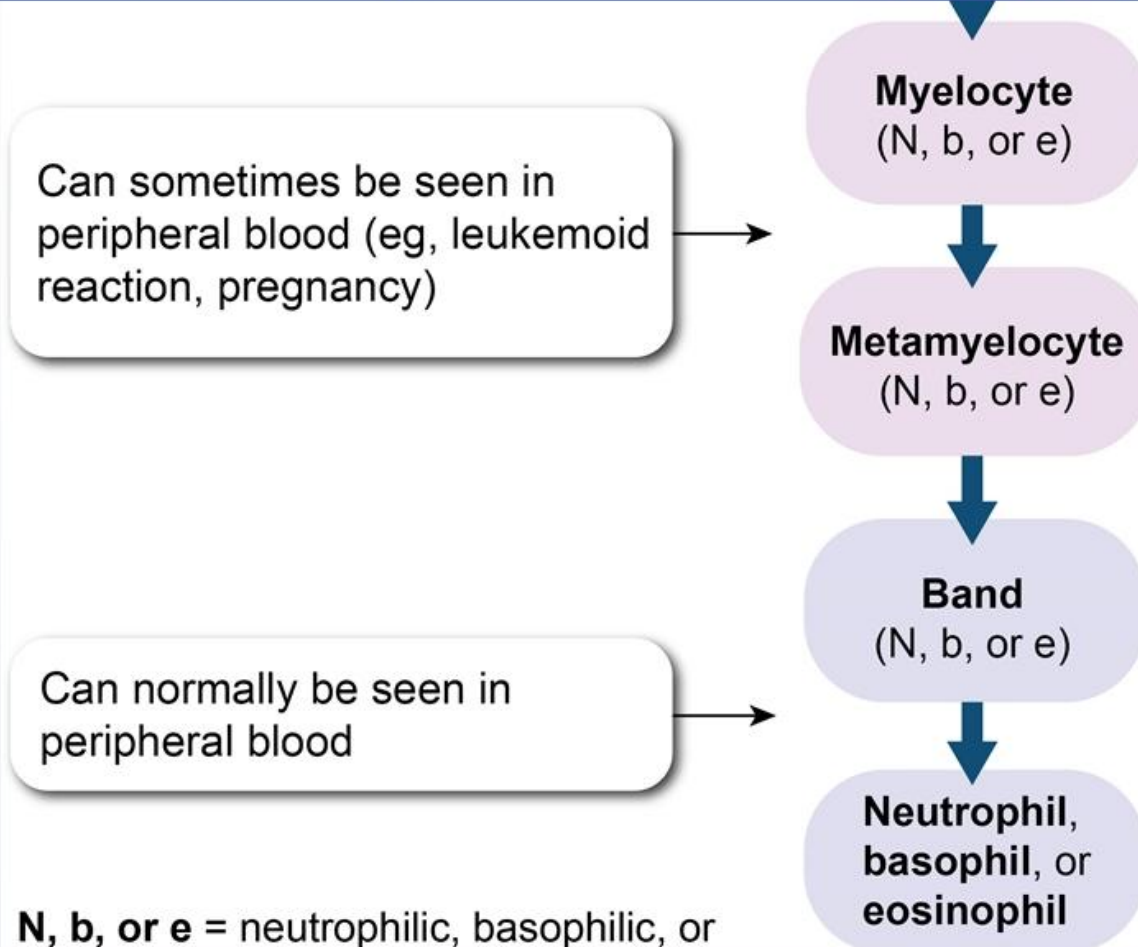 Myelocyte
(N, b, or e)
Can sometimes be seen in
peripheral blood (eg, leukemoid
reaction, pregnancy)
Metamyelocyte
(N, b, or e)
Band
(N, b, or e)
Can normally be seen in
peripheral blood
Neutrophil,
basophil, or
eosinophil
N, b, or e = neutrophilic, basophilic, or